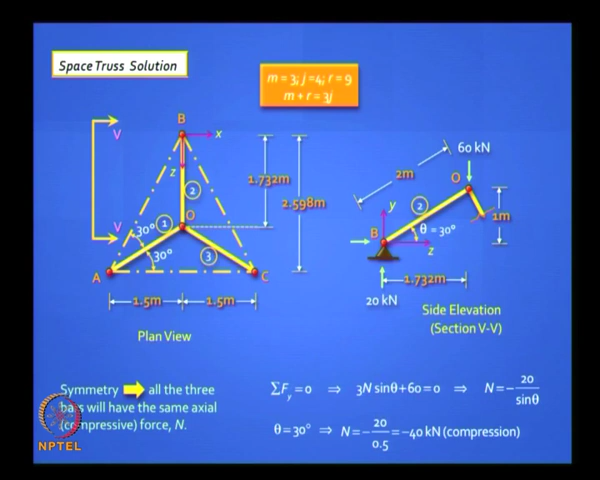 Space Truss Solution
m = 3; j = 4; r = 9
m + r = 3j
B
x
V
z
2
1.732m
2.598m
V
1
O
30°
30°
3
A
C
1.5m
1.5m
Plan View
60 kN
2m
O
2
y
1m
B
θ = 30°
z
1.732m
20 kN
Side Elevation
(Section V-V)
Symmetry ➡ all the three
bars will have the same axial
(compressive) force, N.
ΣFy = 0 ⇒ 3N sinθ + 60 = 0 ⇒ N = − 20 / sinθ
θ = 30° ⇒ N = − 20 / 0.5 = −40 kN (compression)
NPTEL